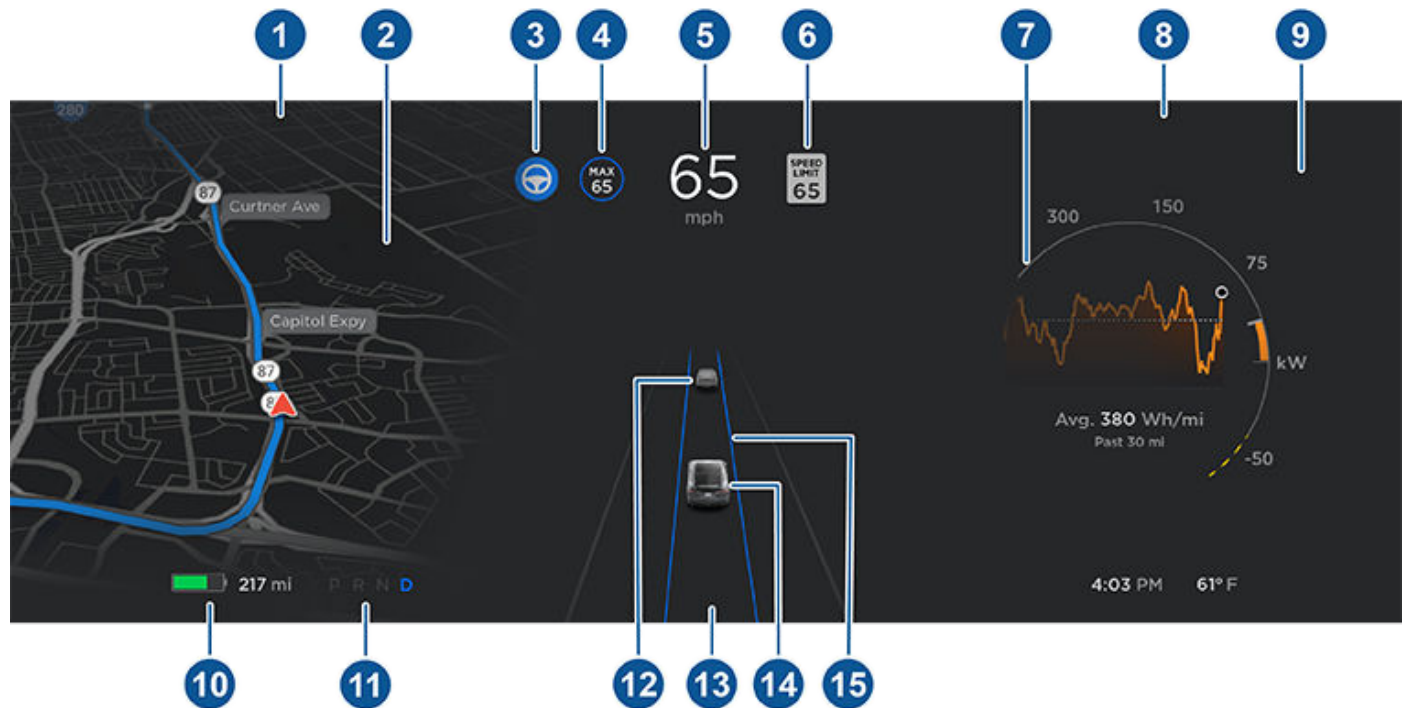 1 2 3 4 5 6 7 8 9
280
87
Curtner Ave
Capitol Expy
87
8
217 mi P R N D
MAX
65
65
mph
SPEED
LIMIT
65
300 150
75
kW
-50
Avg. 380 Wh/mi
Past 30 mi
4:03 PM 61° F
10 11 12 13 14 15